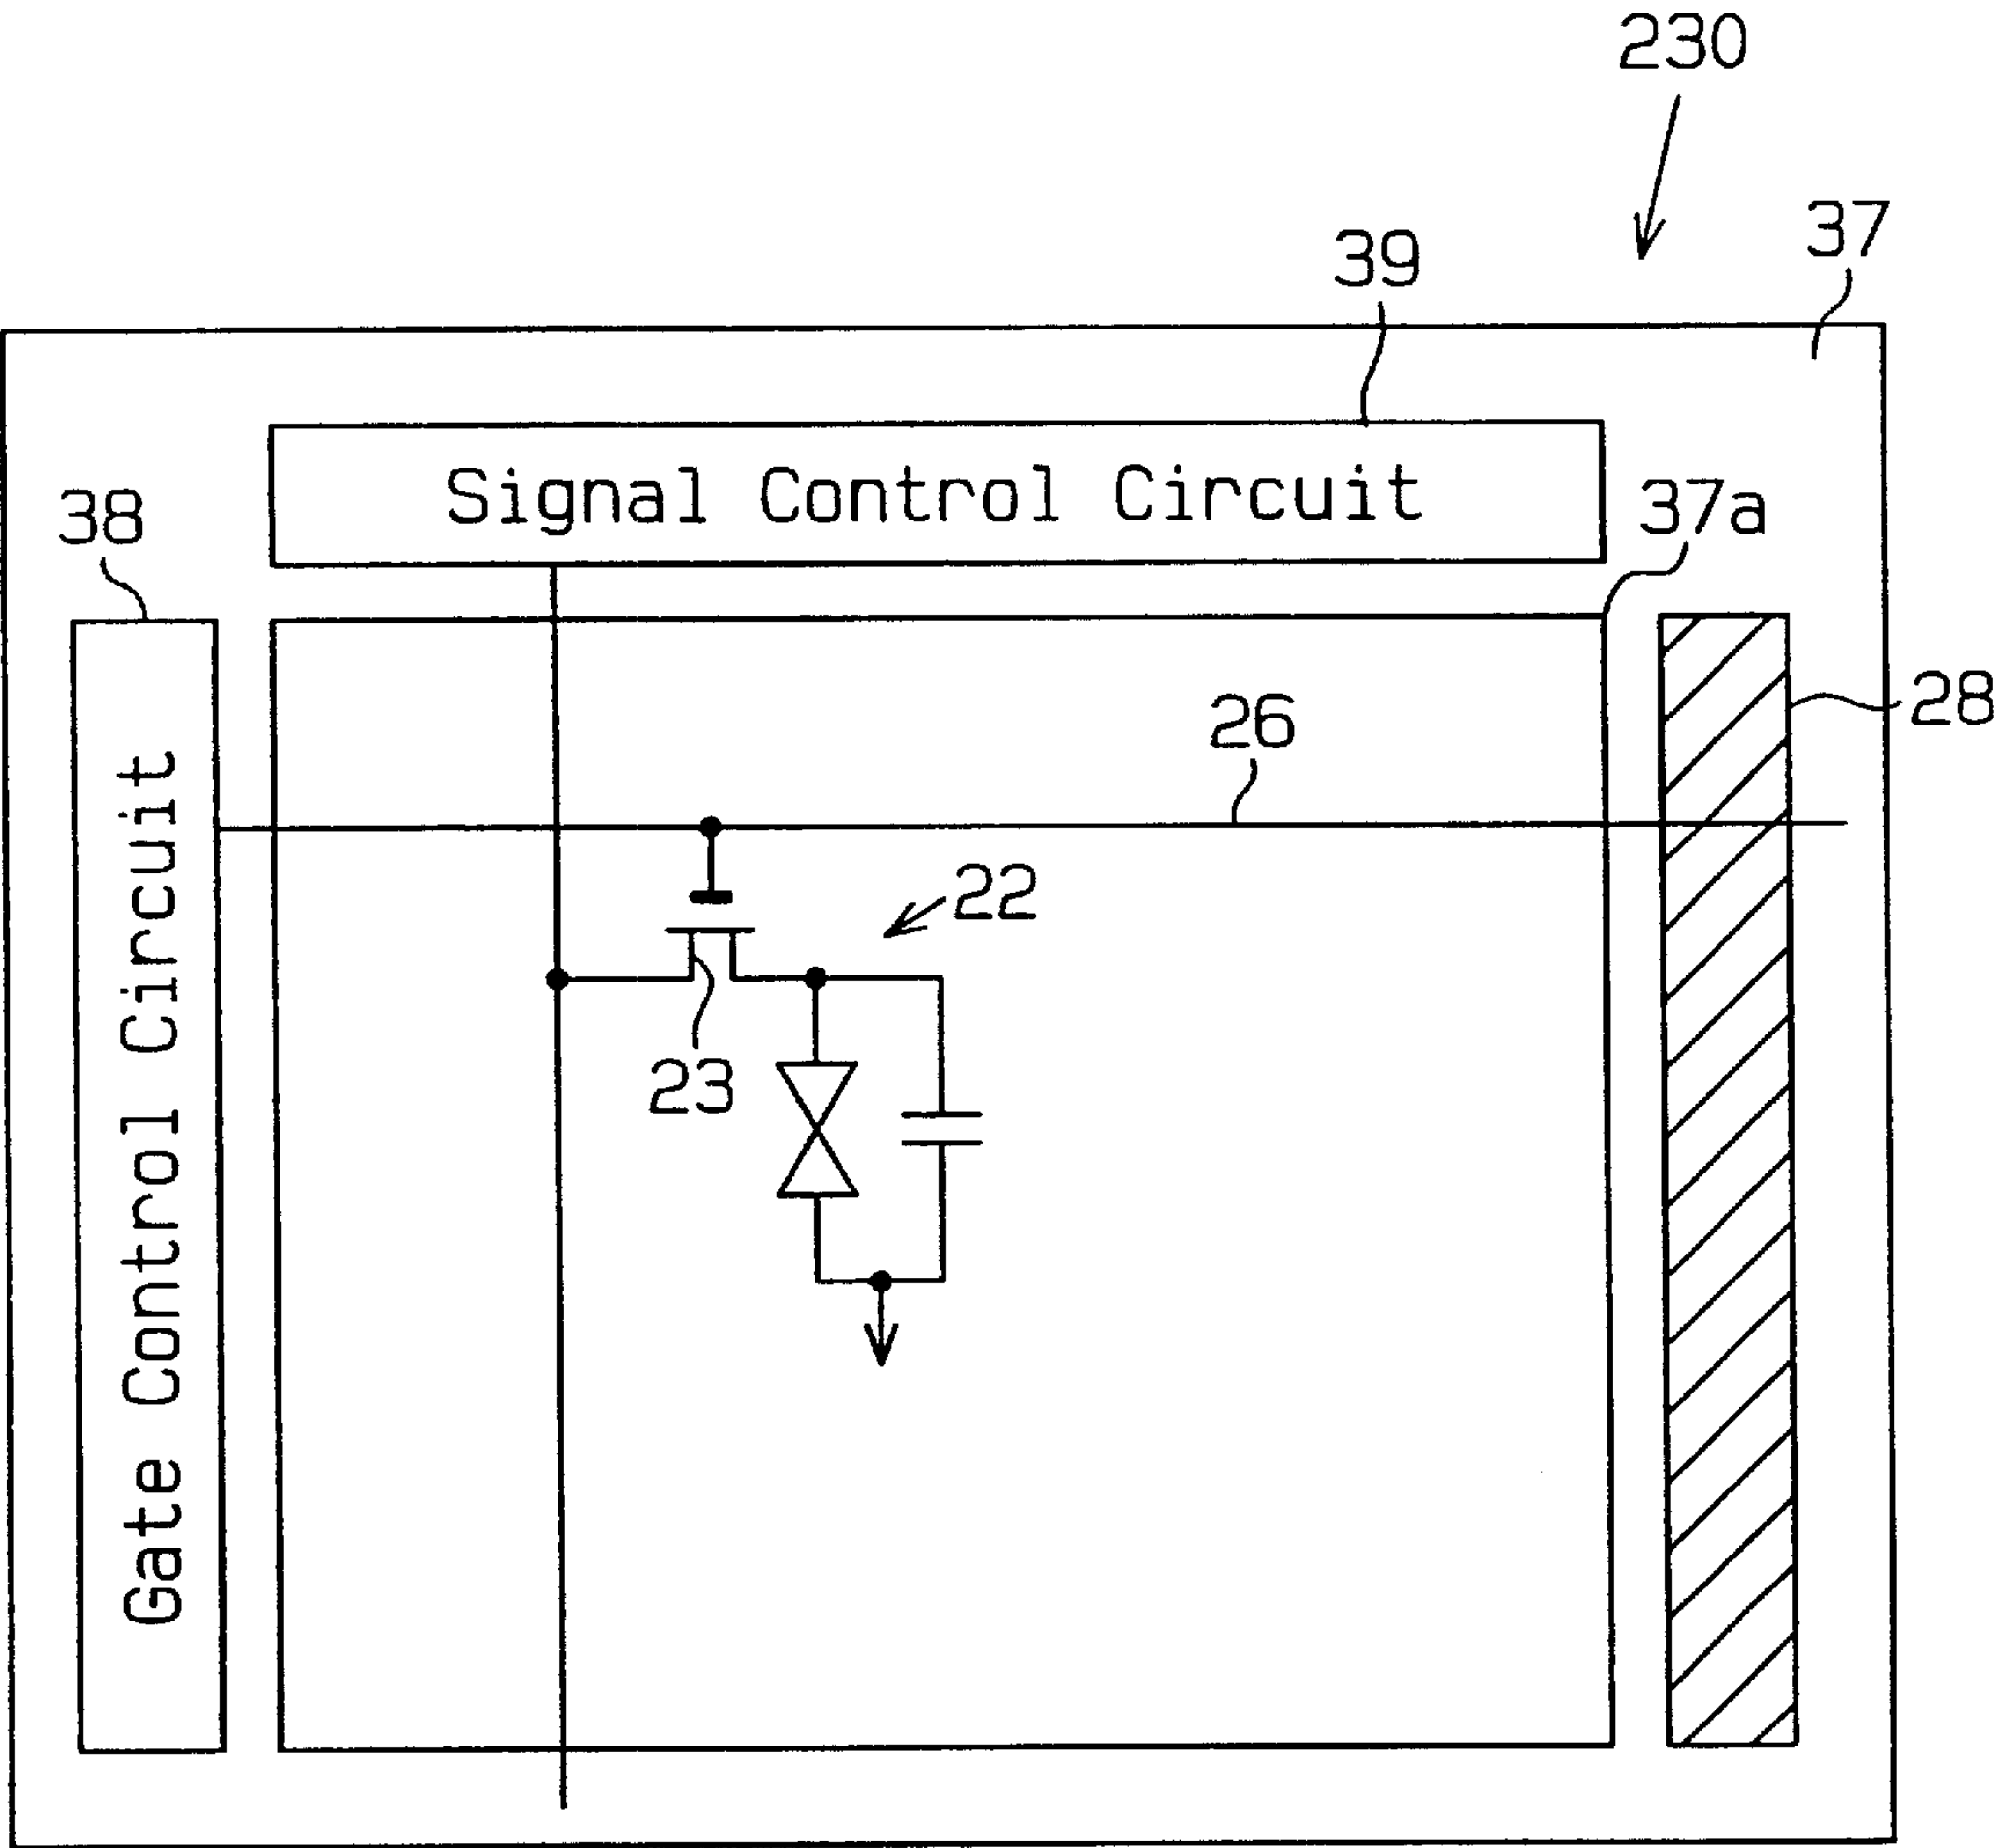 230
37
39
Signal Control Circuit
38
37a
28
26
22
23
Gate Control Circuit